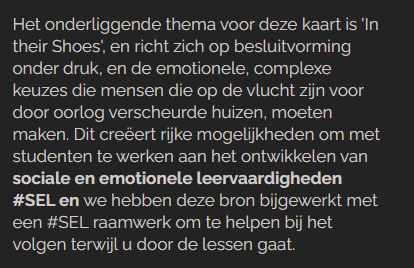 Het onderliggende thema voor deze kaart is 'In
their Shoes', en richt zich op besluitvorming
onder druk, en de emotionele, complexe
keuzes die mensen die op de vlucht zijn voor
door oorlog verscheurde huizen, moeten
maken. Dit creëert rijke mogelijkheden om met
studenten te werken aan het ontwikkelen van
sociale en emotionele leervaardigheden
#SEL en we hebben deze bron bijgewerkt met
een #SEL raamwerk om te helpen bij het
volgen terwijl u door de lessen gaat.